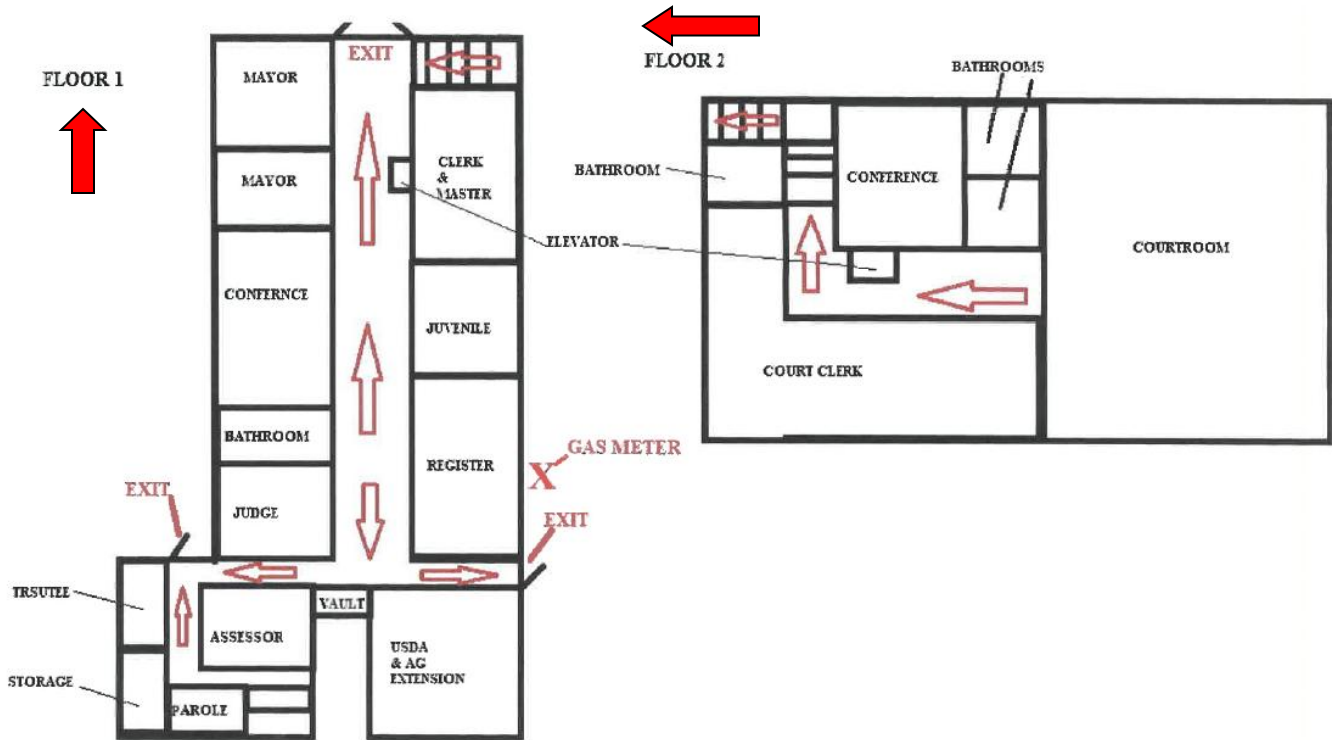 FLOOR 1
MAYOR
EXIT
MAYOR
CLERK
&
MASTER
CONFERNCE
JUVENILE
BATHROOM
REGISTER
X
GAS METER
JUDGE
EXIT
EXIT
TRSUTEE
VAULT
ASSESSOR
USDA
& AG
EXTENSION
STORAGE
PAROLE
ELEVATOR
FLOOR 2
BATHROOMS
BATHROOM
CONFERENCE
COURTROOM
COURT CLERK